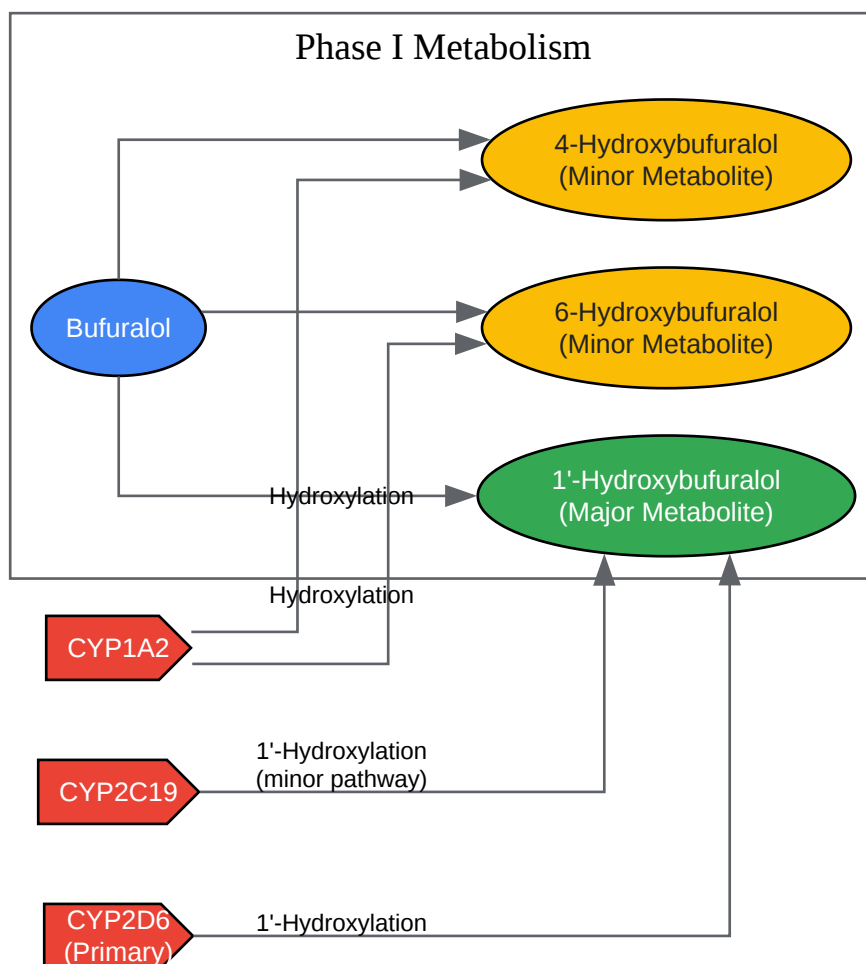 Phase I Metabolism
4-Hydroxybufuralol
(Minor Metabolite)
Bufuralol
6-Hydroxybufuralol
(Minor Metabolite)
Hydroxylation
1'-Hydroxybufuralol
(Major Metabolite)
Hydroxylation
CYP1A2
CYP2C19
1'-Hydroxylation
(minor pathway)
CYP2D6
(Primary)
1'-Hydroxylation